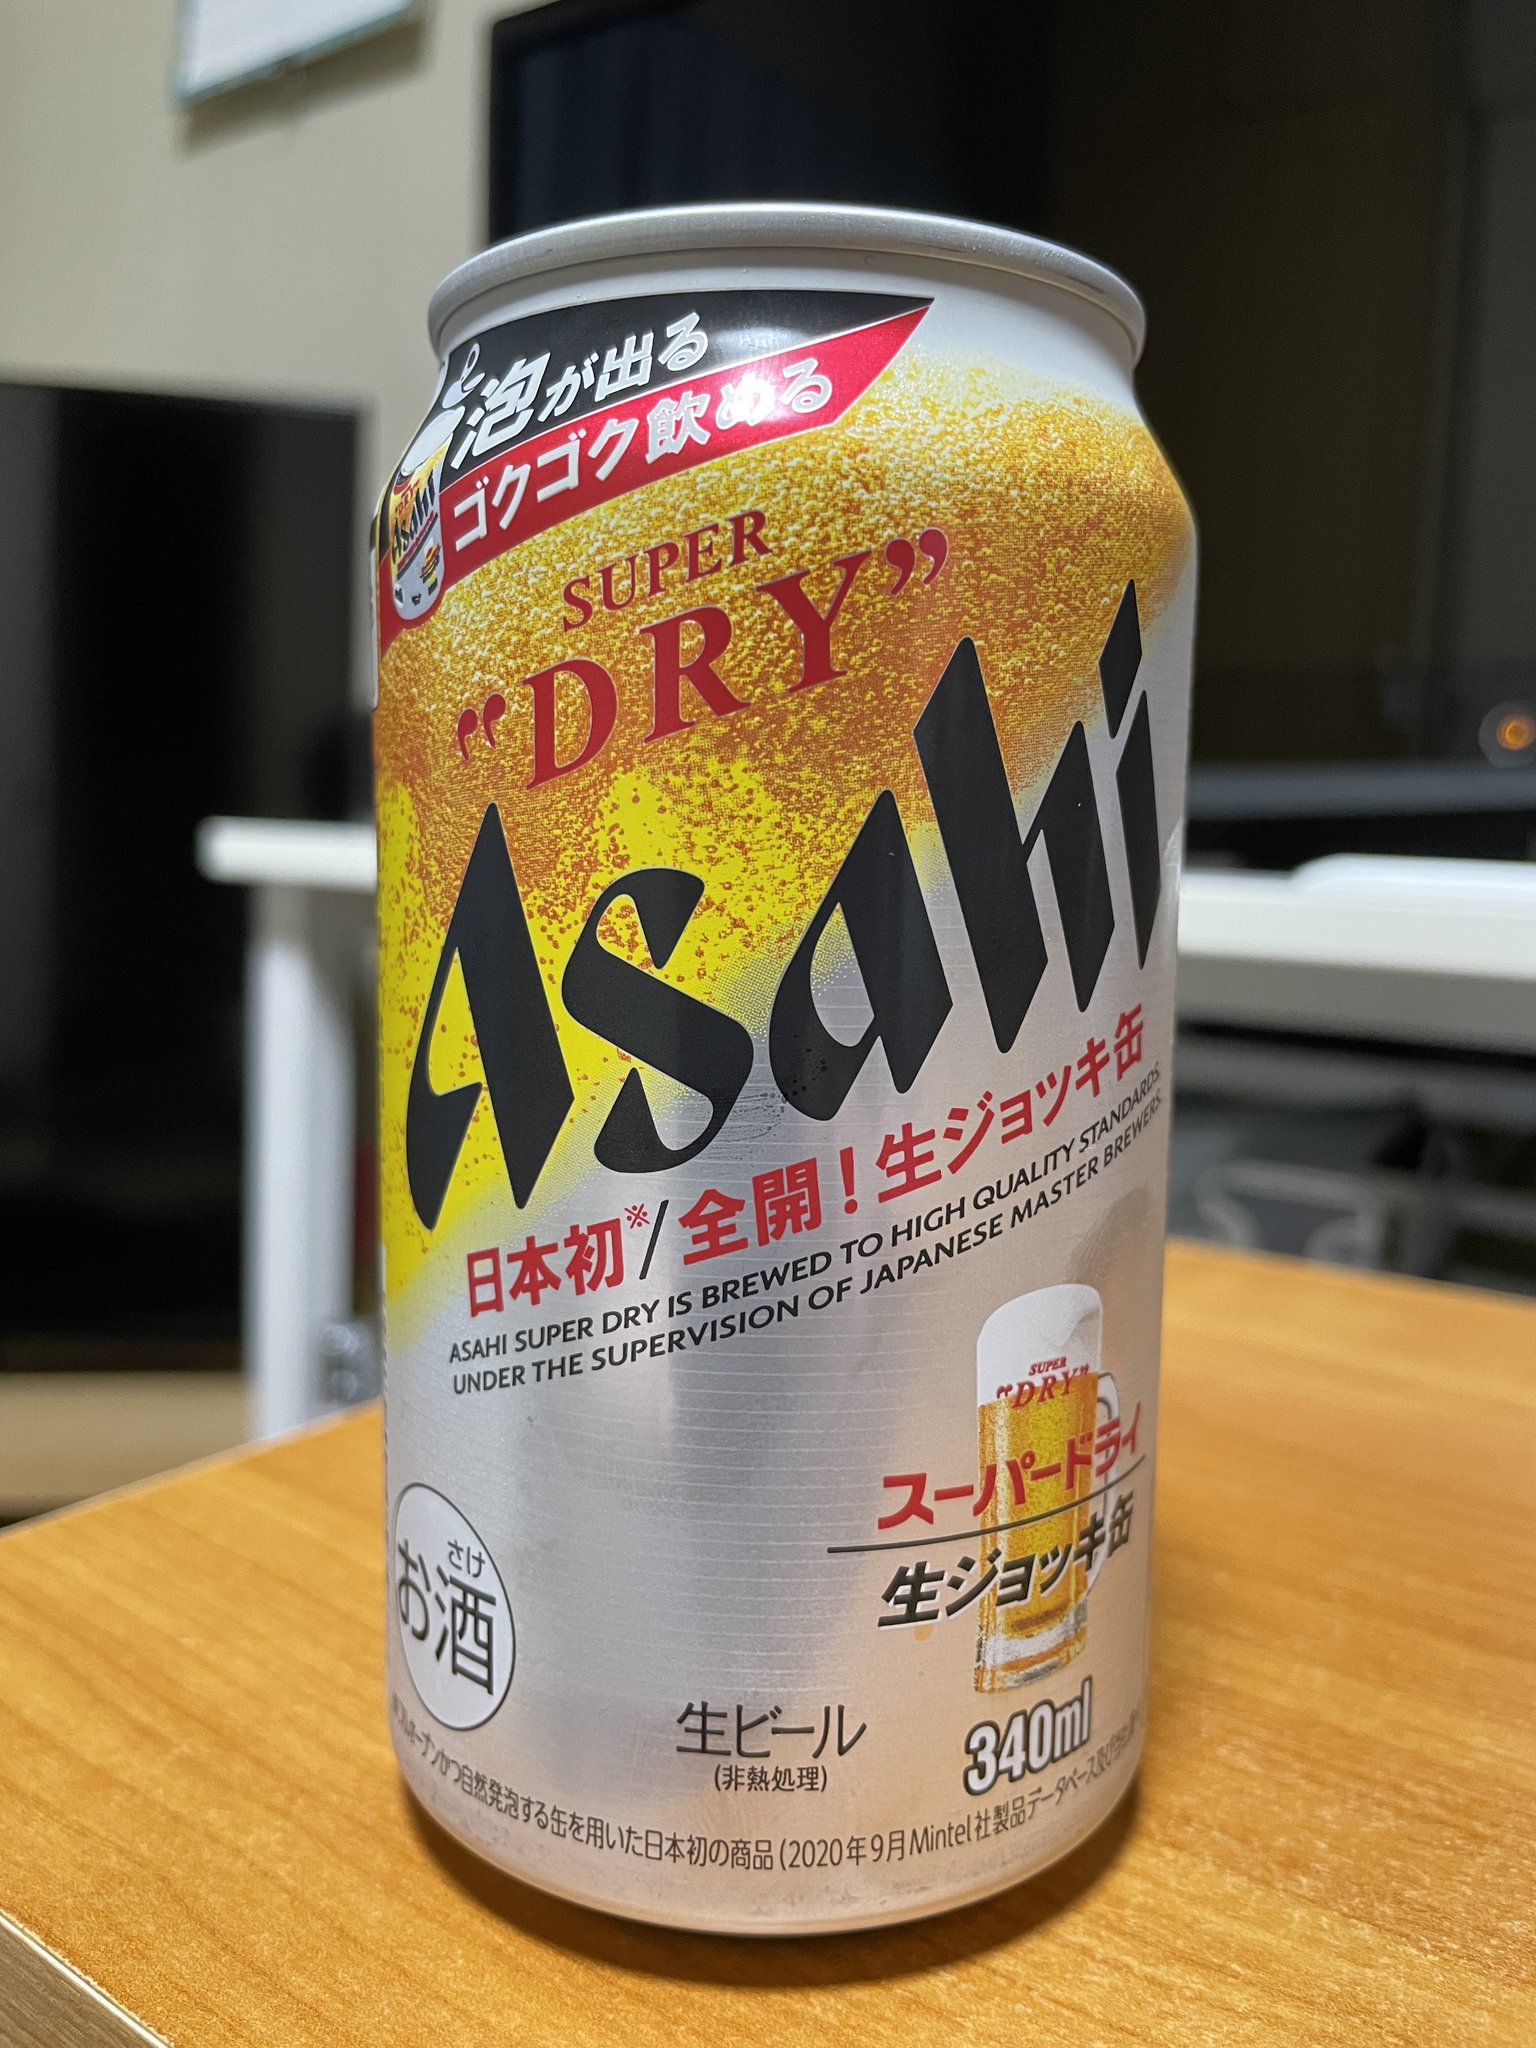 泡が出る
ゴクゴク飲める
Asahi
SUPER
“DRY”
Asahi
日本初※/全開！生ジョッキ缶
ASAHI SUPER DRY IS BREWED TO HIGH QUALITY STANDARDS,
UNDER THE SUPERVISION OF JAPANESE MASTER BREWERS.
SUPER
“DRY”
スーパードライ
生ジョッキ缶
さけ
お酒
生ビール
(非熱処理)
340ml
オープンかつ自然発泡する缶を用いた日本初の商品(2020年9月Mintel社製品データベース及び